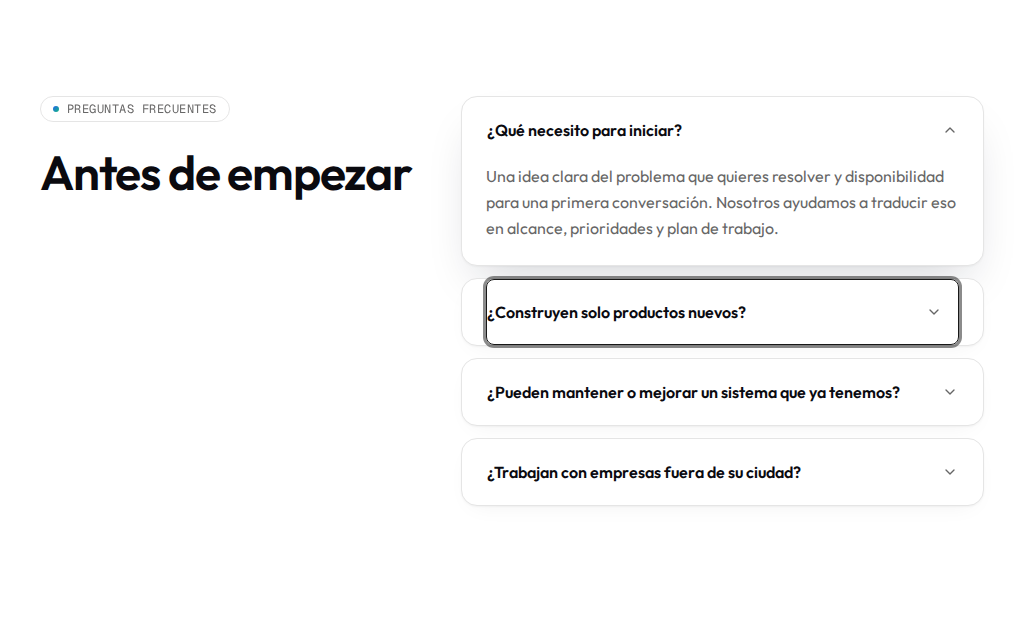 PREGUNTAS FRECUENTES
Antes de empezar
¿Qué necesito para iniciar?
Una idea clara del problema que quieres resolver y disponibilidad
para una primera conversación. Nosotros ayudamos a traducir eso
en alcance, prioridades y plan de trabajo.
¿Construyen solo productos nuevos?
¿Pueden mantener o mejorar un sistema que ya tenemos?
¿Trabajan con empresas fuera de su ciudad?